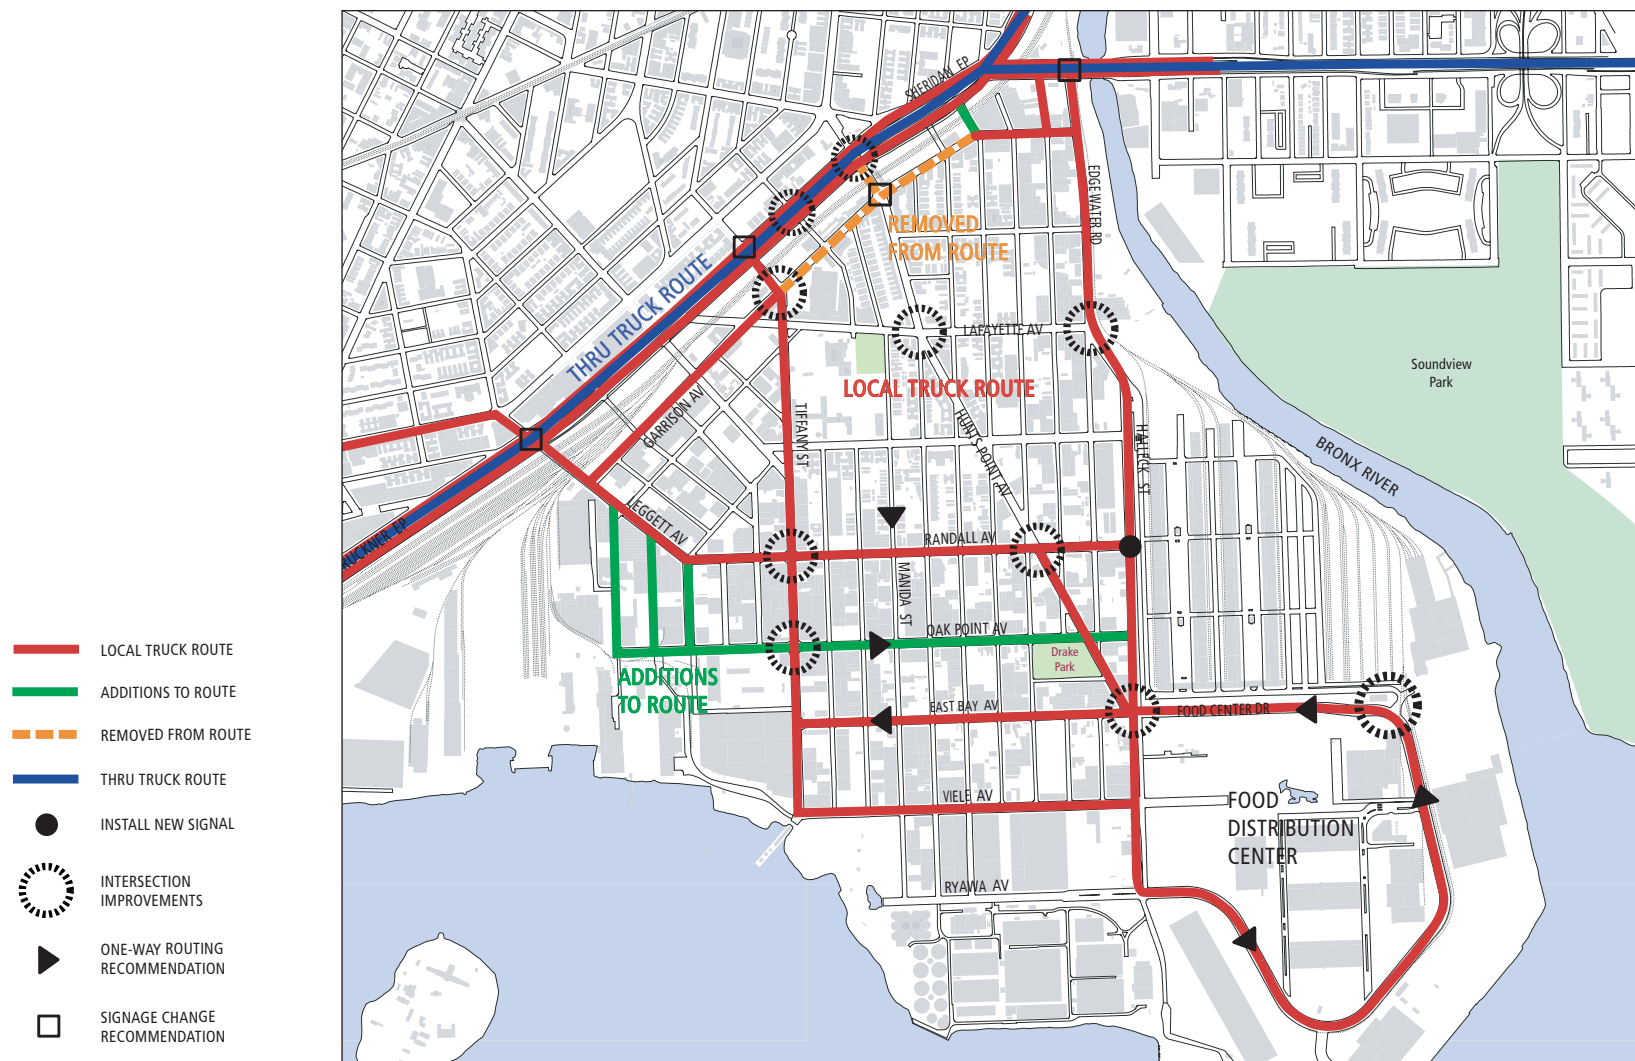 SHERIDAN EP
EDGEWATER RD
REMOVED
FROM ROUTE
THRU TRUCK ROUTE
LAFAYETTE AV
Soundview
Park
LOCAL TRUCK ROUTE
GARRISON AV
TIFFANY ST
HUNTS POINT AV
HALLECK ST
BRONX RIVER
LEGGETT AV
RANDALL AV
BRUCKNER EP
MANIDA ST
OAK POINT AV
Drake
Park
ADDITIONS
TO ROUTE
EAST BAY AV
FOOD CENTER DR
VIELE AV
FOOD
DISTRIBUTION
CENTER
RYAWA AV
LOCAL TRUCK ROUTE
ADDITIONS TO ROUTE
REMOVED FROM ROUTE
THRU TRUCK ROUTE
INSTALL NEW SIGNAL
INTERSECTION
IMPROVEMENTS
ONE-WAY ROUTING
RECOMMENDATION
SIGNAGE CHANGE
RECOMMENDATION